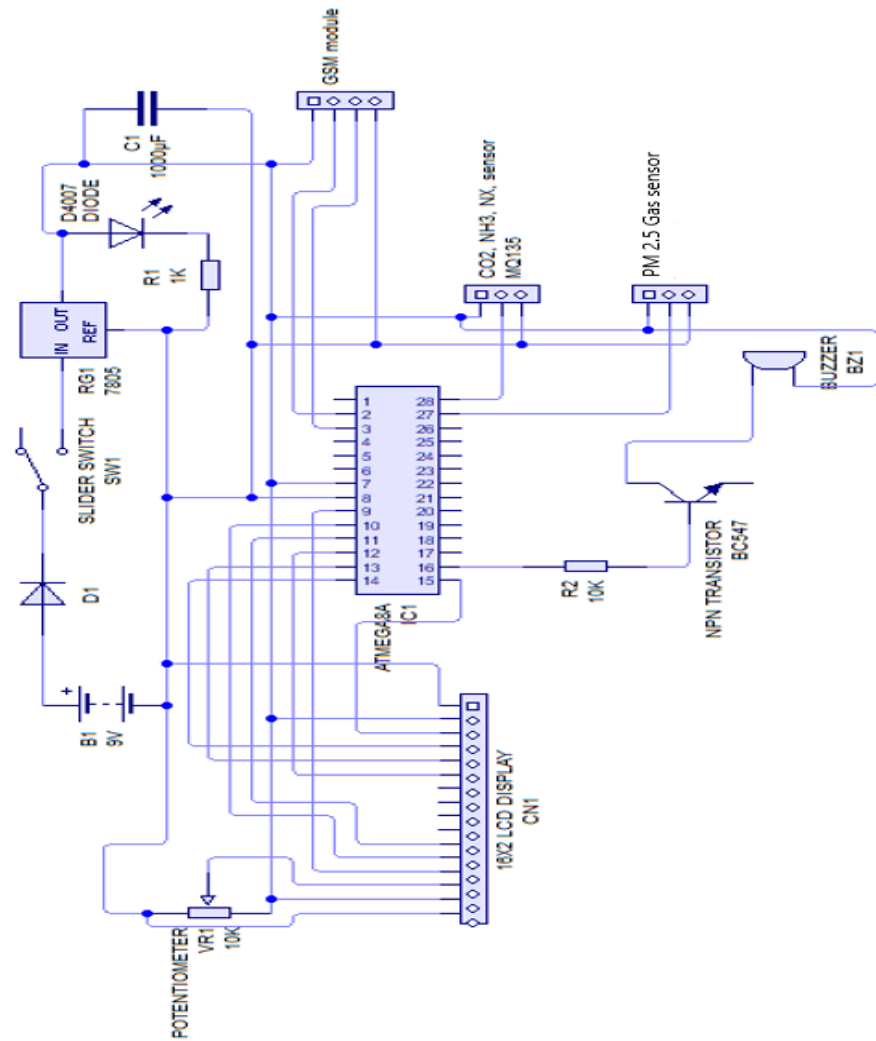 GSM module
C1
1000µF
D4007
DIODE
R1
1K
IN OUT
REF
RG1
7805
SLIDER SWITCH
SW1
D1
+
B1
9V
CO2, NH3, NX, sensor
MQ135
PM 2.5 Gas sensor
BUZZER
BZ1
1 28
2 27
3 26
4 25
5 24
6 23
7 22
8 21
9 20
10 19
11 18
12 17
13 16
14 15
ATMEGA8A
IC1
R2
10K
NPN TRANSISTOR
BC547
16X2 LCD DISPLAY
CN1
POTENTIOMETER
VR1
10K